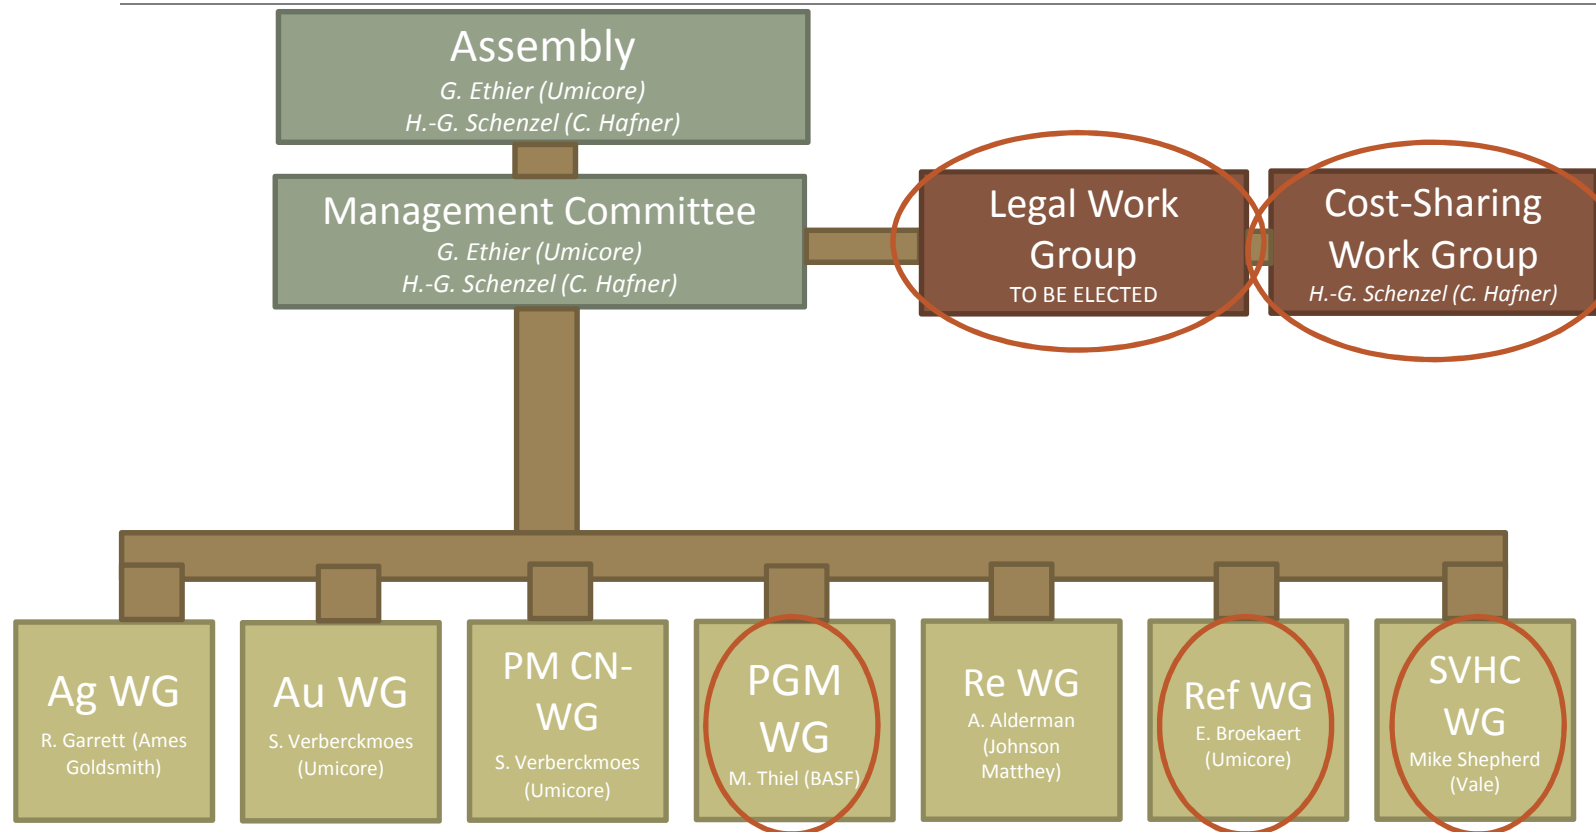 Assembly
G. Ethier (Umicore)
H.-G. Schenzel (C. Hafner)
Management Committee
G. Ethier (Umicore)
H.-G. Schenzel (C. Hafner)
Legal Work
Group
TO BE ELECTED
Cost-Sharing
Work Group
H.-G. Schenzel (C. Hafner)
Ag WG
R. Garrett (Ames
Goldsmith)
Au WG
S. Verberckmoes
(Umicore)
PM CN-
WG
S. Verberckmoes
(Umicore)
PGM
WG
M. Thiel (BASF)
Re WG
A. Alderman
(Johnson
Matthey)
Ref WG
E. Broekaert
(Umicore)
SVHC
WG
Mike Shepherd
(Vale)